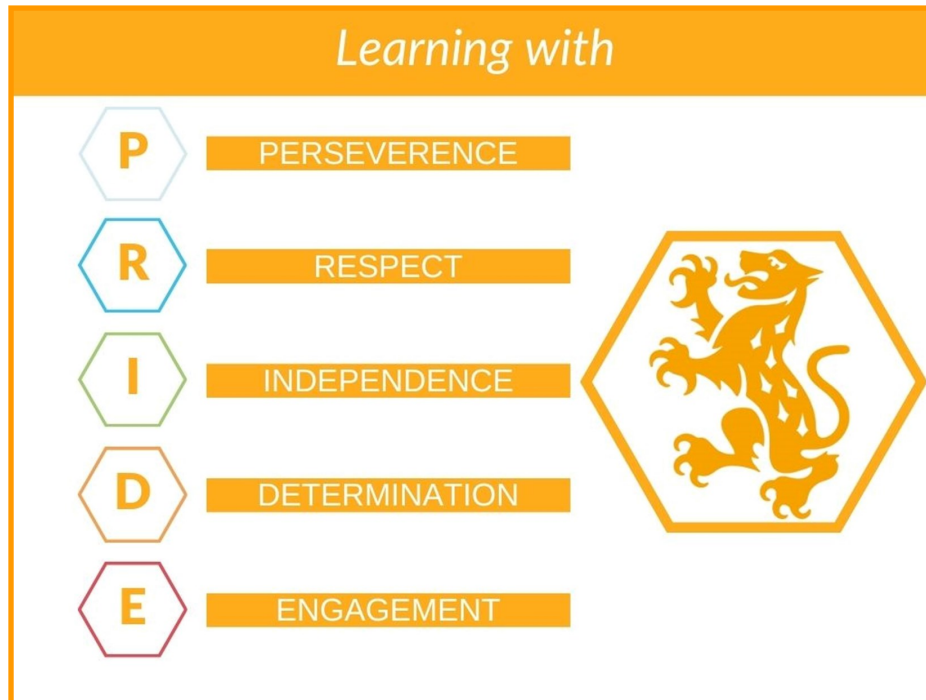 Learning with
P PERSEVERENCE
R RESPECT
I INDEPENDENCE
D DETERMINATION
E ENGAGEMENT